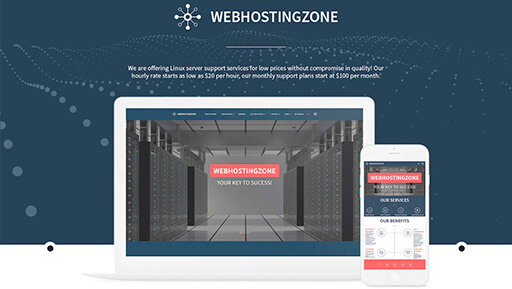 WEBHOSTINGZONE
We are offering Linux server support services for low prices without compromise in quality! Our
hourly rate starts as low as $20 per hour, our monthly support plans start at $100 per month.
WEBHOSTINGZONE
WEBHOSTINGZONE
YOUR KEY TO SUCESS!
WEBHOSTINGZONE
WEBHOSTINGZONE
YOUR KEY TO SUCESS!
OUR SERVICES
OUR BENEFITS